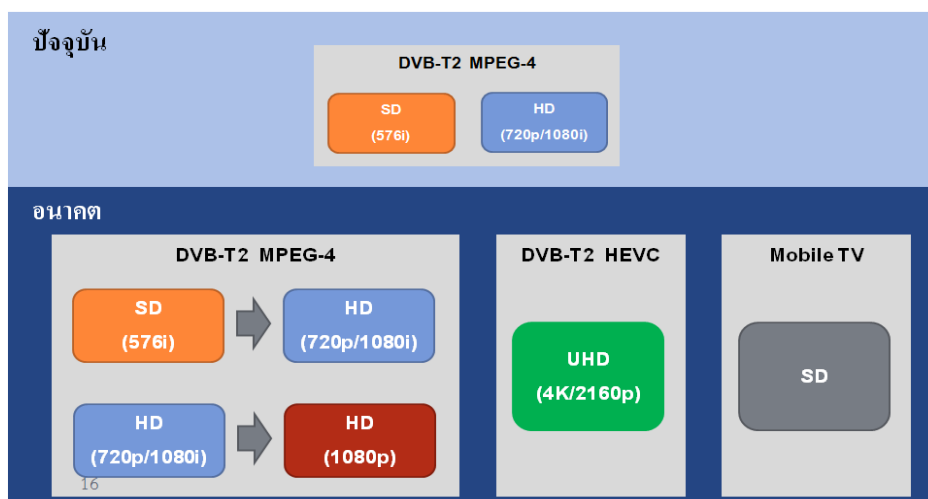 ปัจจุบัน
DVB-T2 MPEG-4
SD
(576i)
HD
(720p/1080i)
อนาคต
DVB-T2 MPEG-4
SD
(576i)
HD
(720p/1080i)
HD
(720p/1080i)
HD
(1080p)
16
DVB-T2 HEVC
UHD
(4K/2160p)
Mobile TV
SD